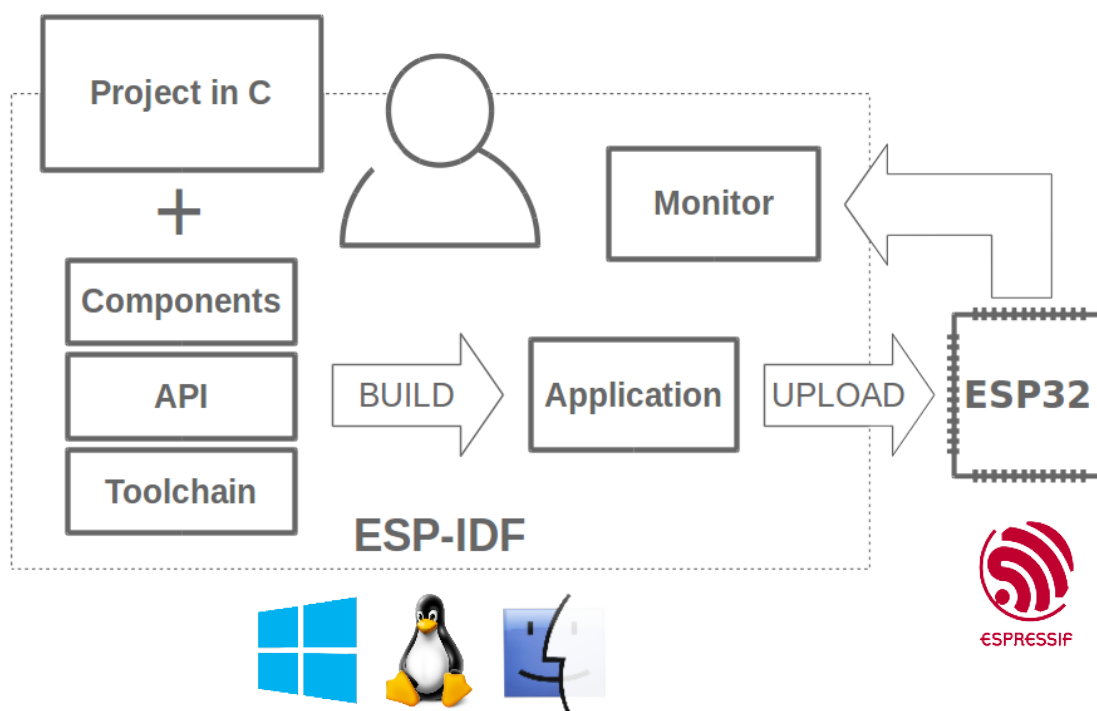 Project in C
+
Components
API
Toolchain
BUILD
Application
UPLOAD
Monitor
ESP32
ESP-IDF
ESPRESSIF